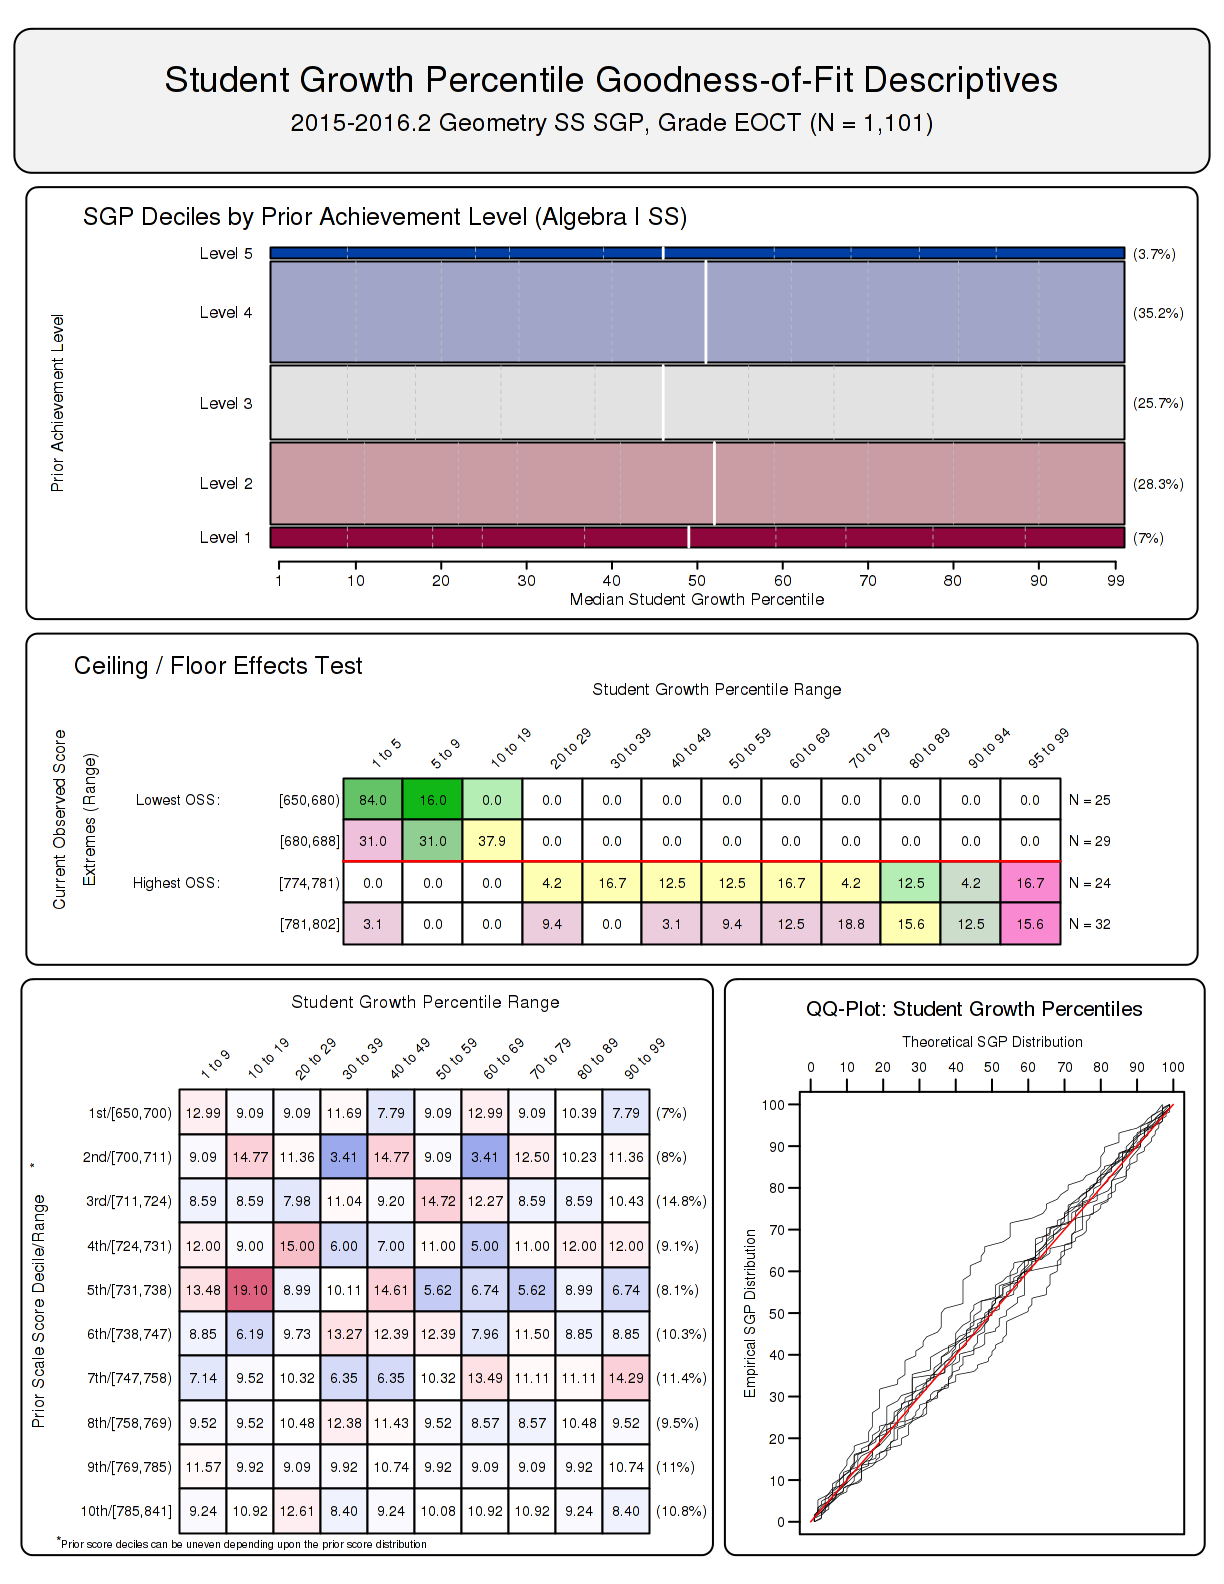 Student Growth Percentile Goodness-of-Fit Descriptives
2015-2016.2 Geometry SS SGP, Grade EOCT (N = 1,101)
SGP Deciles by Prior Achievement Level (Algebra I SS)
Prior Achievement Level
Level 5 (3.7%)
Level 4 (35.2%)
Level 3 (25.7%)
Level 2 (28.3%)
Level 1 (7%)
1 10 20 30 40 50 60 70 80 90 99
Median Student Growth Percentile
Ceiling / Floor Effects Test
Student Growth Percentile Range
Current Observed Score
Extremes (Range)
1 to 5 5 to 9 10 to 19 20 to 29 30 to 39 40 to 49 50 to 59 60 to 69 70 to 79 80 to 89 90 to 94 95 to 99
Lowest OSS: [650,680) 84.0 16.0 0.0 0.0 0.0 0.0 0.0 0.0 0.0 0.0 0.0 0.0 N = 25
[680,688] 31.0 31.0 37.9 0.0 0.0 0.0 0.0 0.0 0.0 0.0 0.0 0.0 N = 29
Highest OSS: [774,781) 0.0 0.0 0.0 4.2 16.7 12.5 12.5 16.7 4.2 12.5 4.2 16.7 N = 24
[781,802] 3.1 0.0 0.0 9.4 0.0 3.1 9.4 12.5 18.8 15.6 12.5 15.6 N = 32
Student Growth Percentile Range
Prior Scale Score Decile/Range *
1 to 9 10 to 19 20 to 29 30 to 39 40 to 49 50 to 59 60 to 69 70 to 79 80 to 89 90 to 99
1st/[650,700) 12.99 9.09 9.09 11.69 7.79 9.09 12.99 9.09 10.39 7.79 (7%)
2nd/[700,711) 9.09 14.77 11.36 3.41 14.77 9.09 3.41 12.50 10.23 11.36 (8%)
3rd/[711,724) 8.59 8.59 7.98 11.04 9.20 14.72 12.27 8.59 8.59 10.43 (14.8%)
4th/[724,731) 12.00 9.00 15.00 6.00 7.00 11.00 5.00 11.00 12.00 12.00 (9.1%)
5th/[731,738) 13.48 19.10 8.99 10.11 14.61 5.62 6.74 5.62 8.99 6.74 (8.1%)
6th/[738,747) 8.85 6.19 9.73 13.27 12.39 12.39 7.96 11.50 8.85 8.85 (10.3%)
7th/[747,758) 7.14 9.52 10.32 6.35 6.35 10.32 13.49 11.11 11.11 14.29 (11.4%)
8th/[758,769) 9.52 9.52 10.48 12.38 11.43 9.52 8.57 8.57 10.48 9.52 (9.5%)
9th/[769,785) 11.57 9.92 9.09 9.92 10.74 9.92 9.09 9.09 9.92 10.74 (11%)
10th/[785,841] 9.24 10.92 12.61 8.40 9.24 10.08 10.92 10.92 9.24 8.40 (10.8%)
*Prior score deciles can be uneven depending upon the prior score distribution
QQ-Plot: Student Growth Percentiles
Theoretical SGP Distribution
0 10 20 30 40 50 60 70 80 90 100
Empirical SGP Distribution
100
90
80
70
60
50
40
30
20
10
0